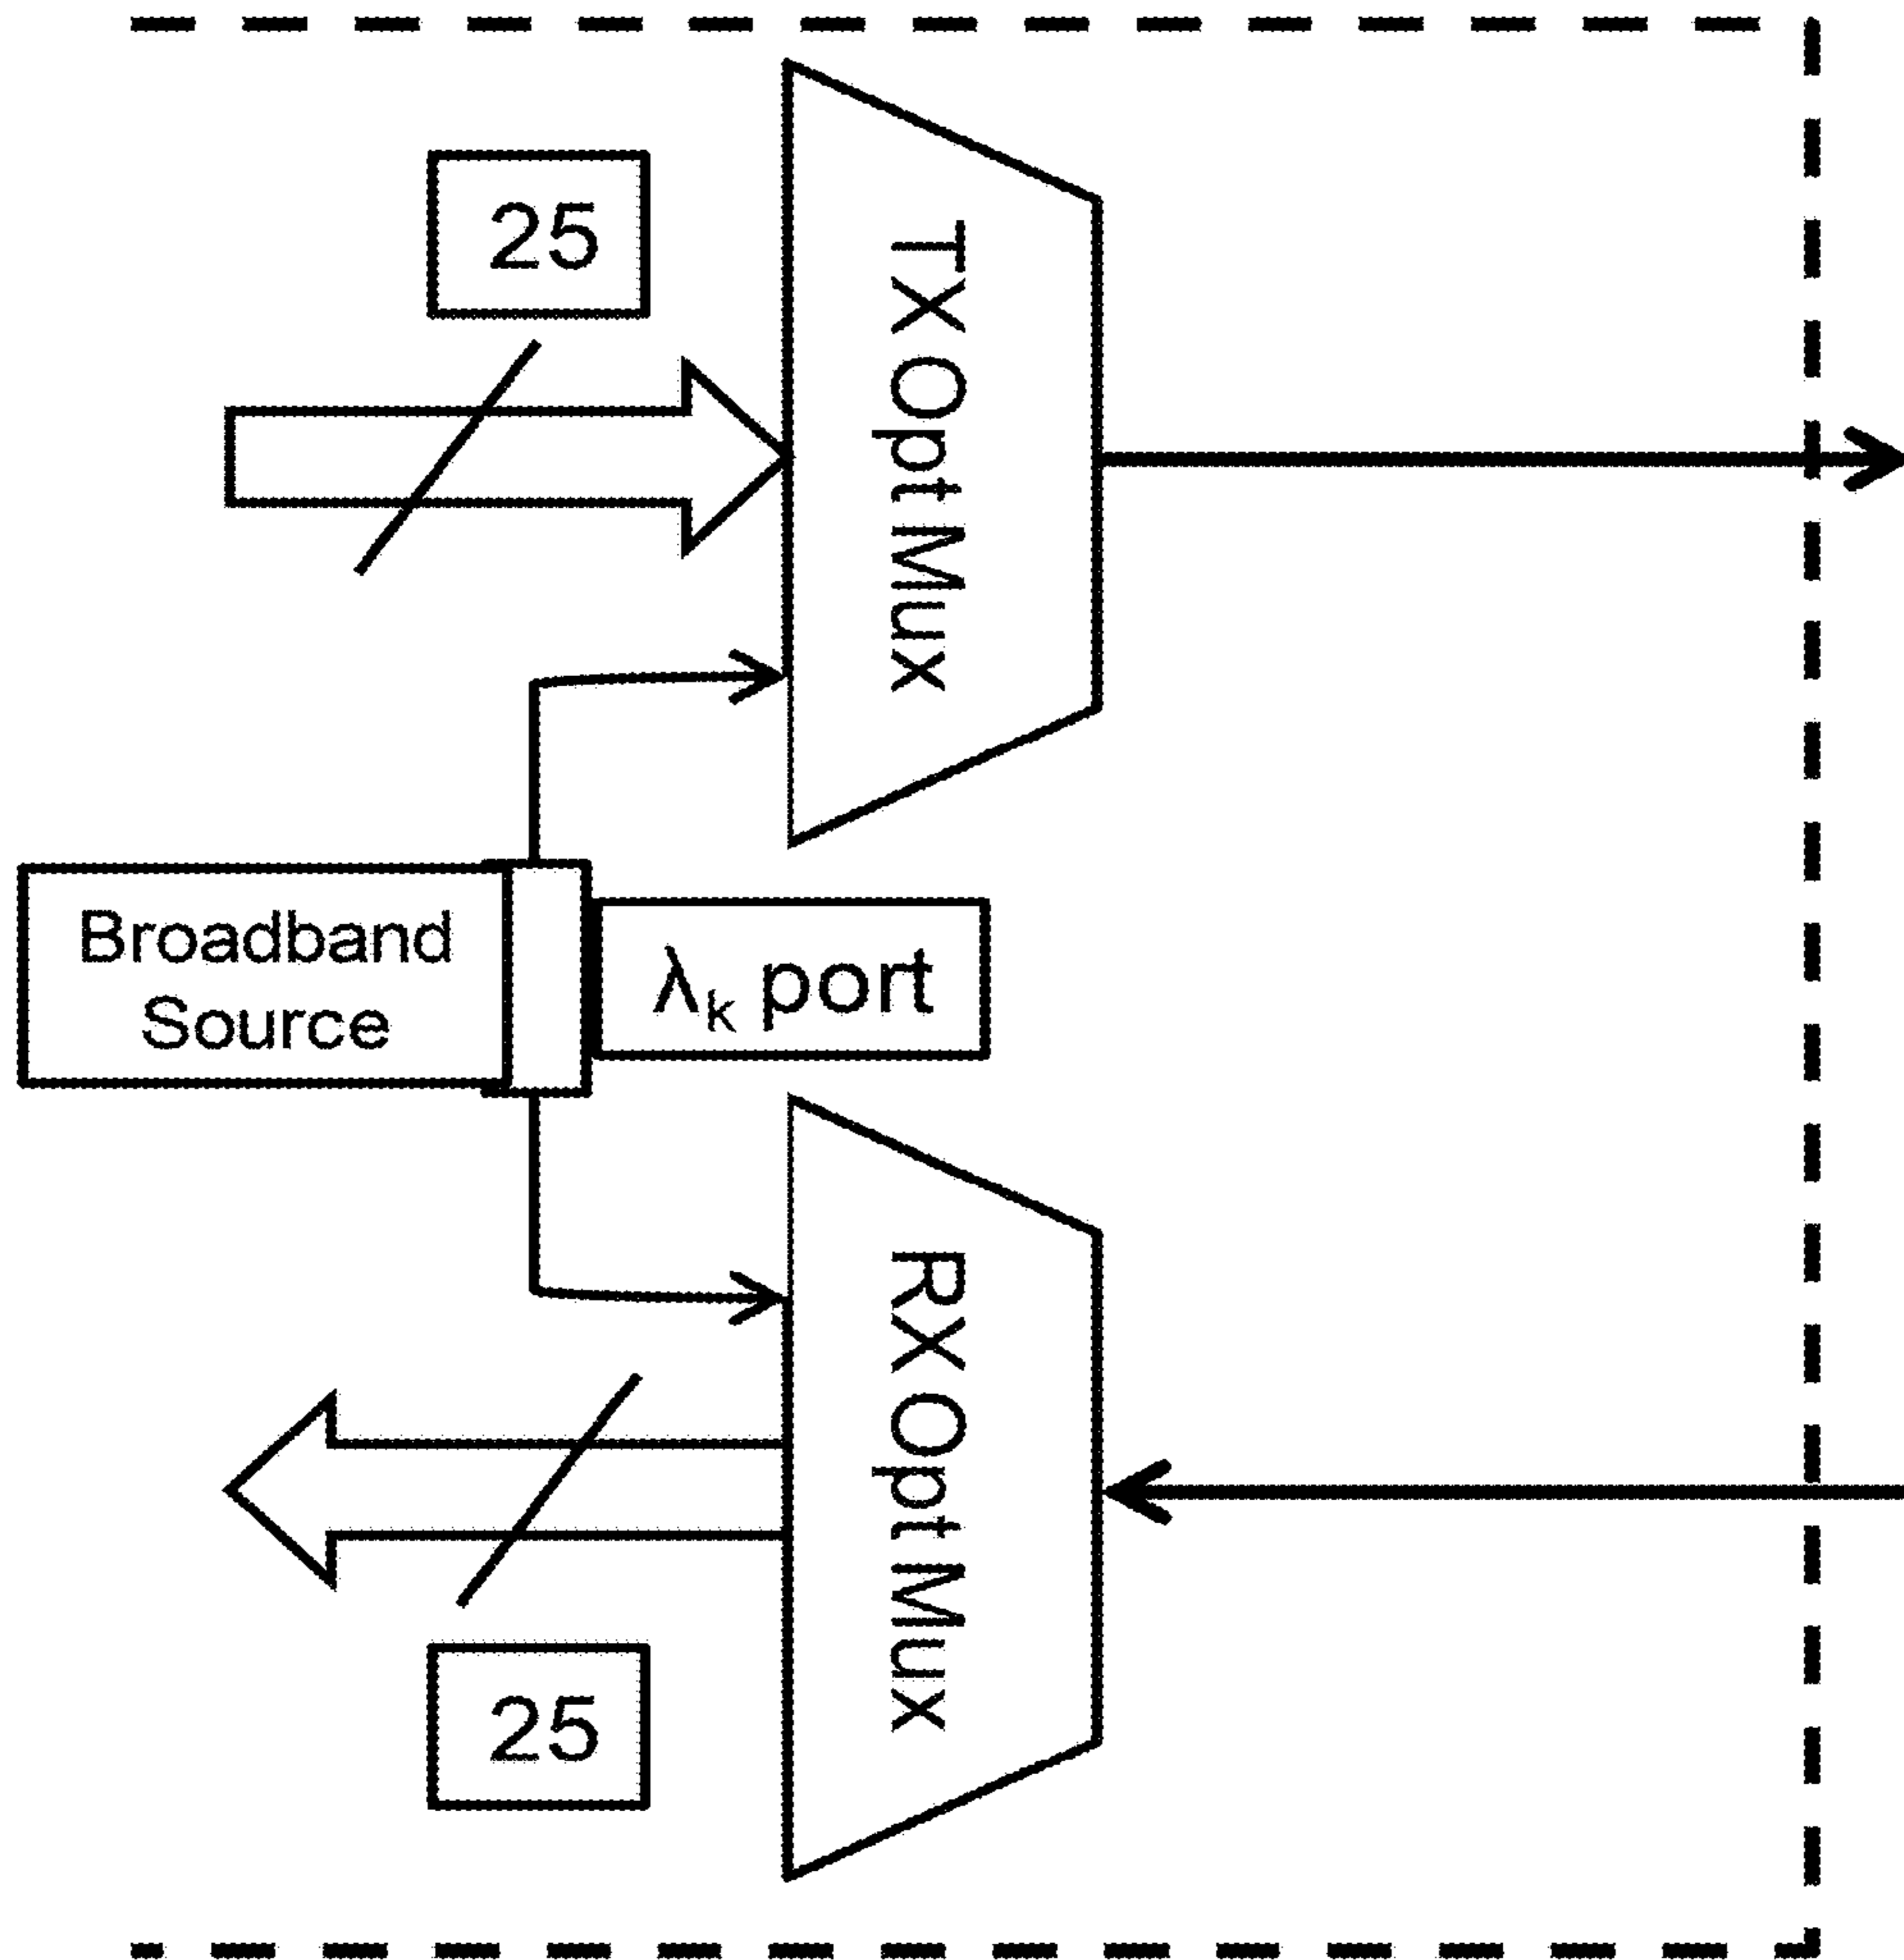 25
TX Opt Mux
Broadband
Source
λk port
RX Opt Mux
25